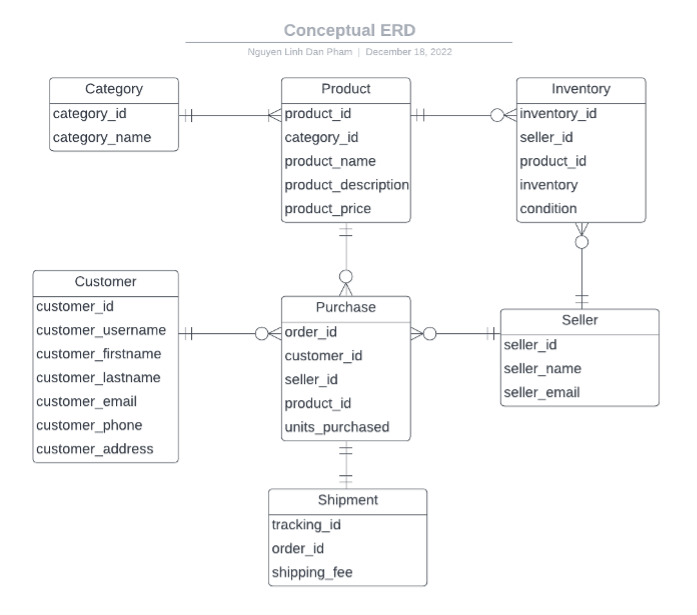 Conceptual ERD
Nguyen Linh Dan Pham | December 18, 2022
Category
category_id
category_name
Product
product_id
category_id
product_name
product_description
product_price
Inventory
inventory_id
seller_id
product_id
inventory
condition
Customer
customer_id
customer_username
customer_firstname
customer_lastname
customer_email
customer_phone
customer_address
Purchase
order_id
customer_id
seller_id
product_id
units_purchased
Seller
seller_id
seller_name
seller_email
Shipment
tracking_id
order_id
shipping_fee